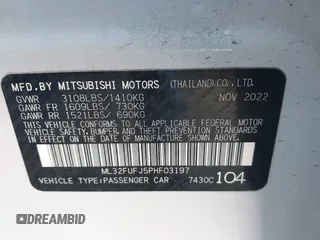 MFD.BY MITSUBISHI MOTORS (THAILAND)CO., LTD.
GVWR 3108LBS/1410KG NOV 2022
GAWR FR 1609LBS/ 730KG
GAWR RR 1521LBS/ 690KG
THIS VEHICLE CONFORMS TO ALL APPLICABLE FEDERAL MOTOR
VEHICLE SAFETY, BUMPER, AND THEFT PREVENTION STANDARDS
IN EFFECT ON THE DATE OF MANUFACTURE SHOWN ABOVE.
ML32FUFJ5PHF03197
VEHICLE TYPE:PASSENGER CAR 7430C 104
AUTOBIDCARD